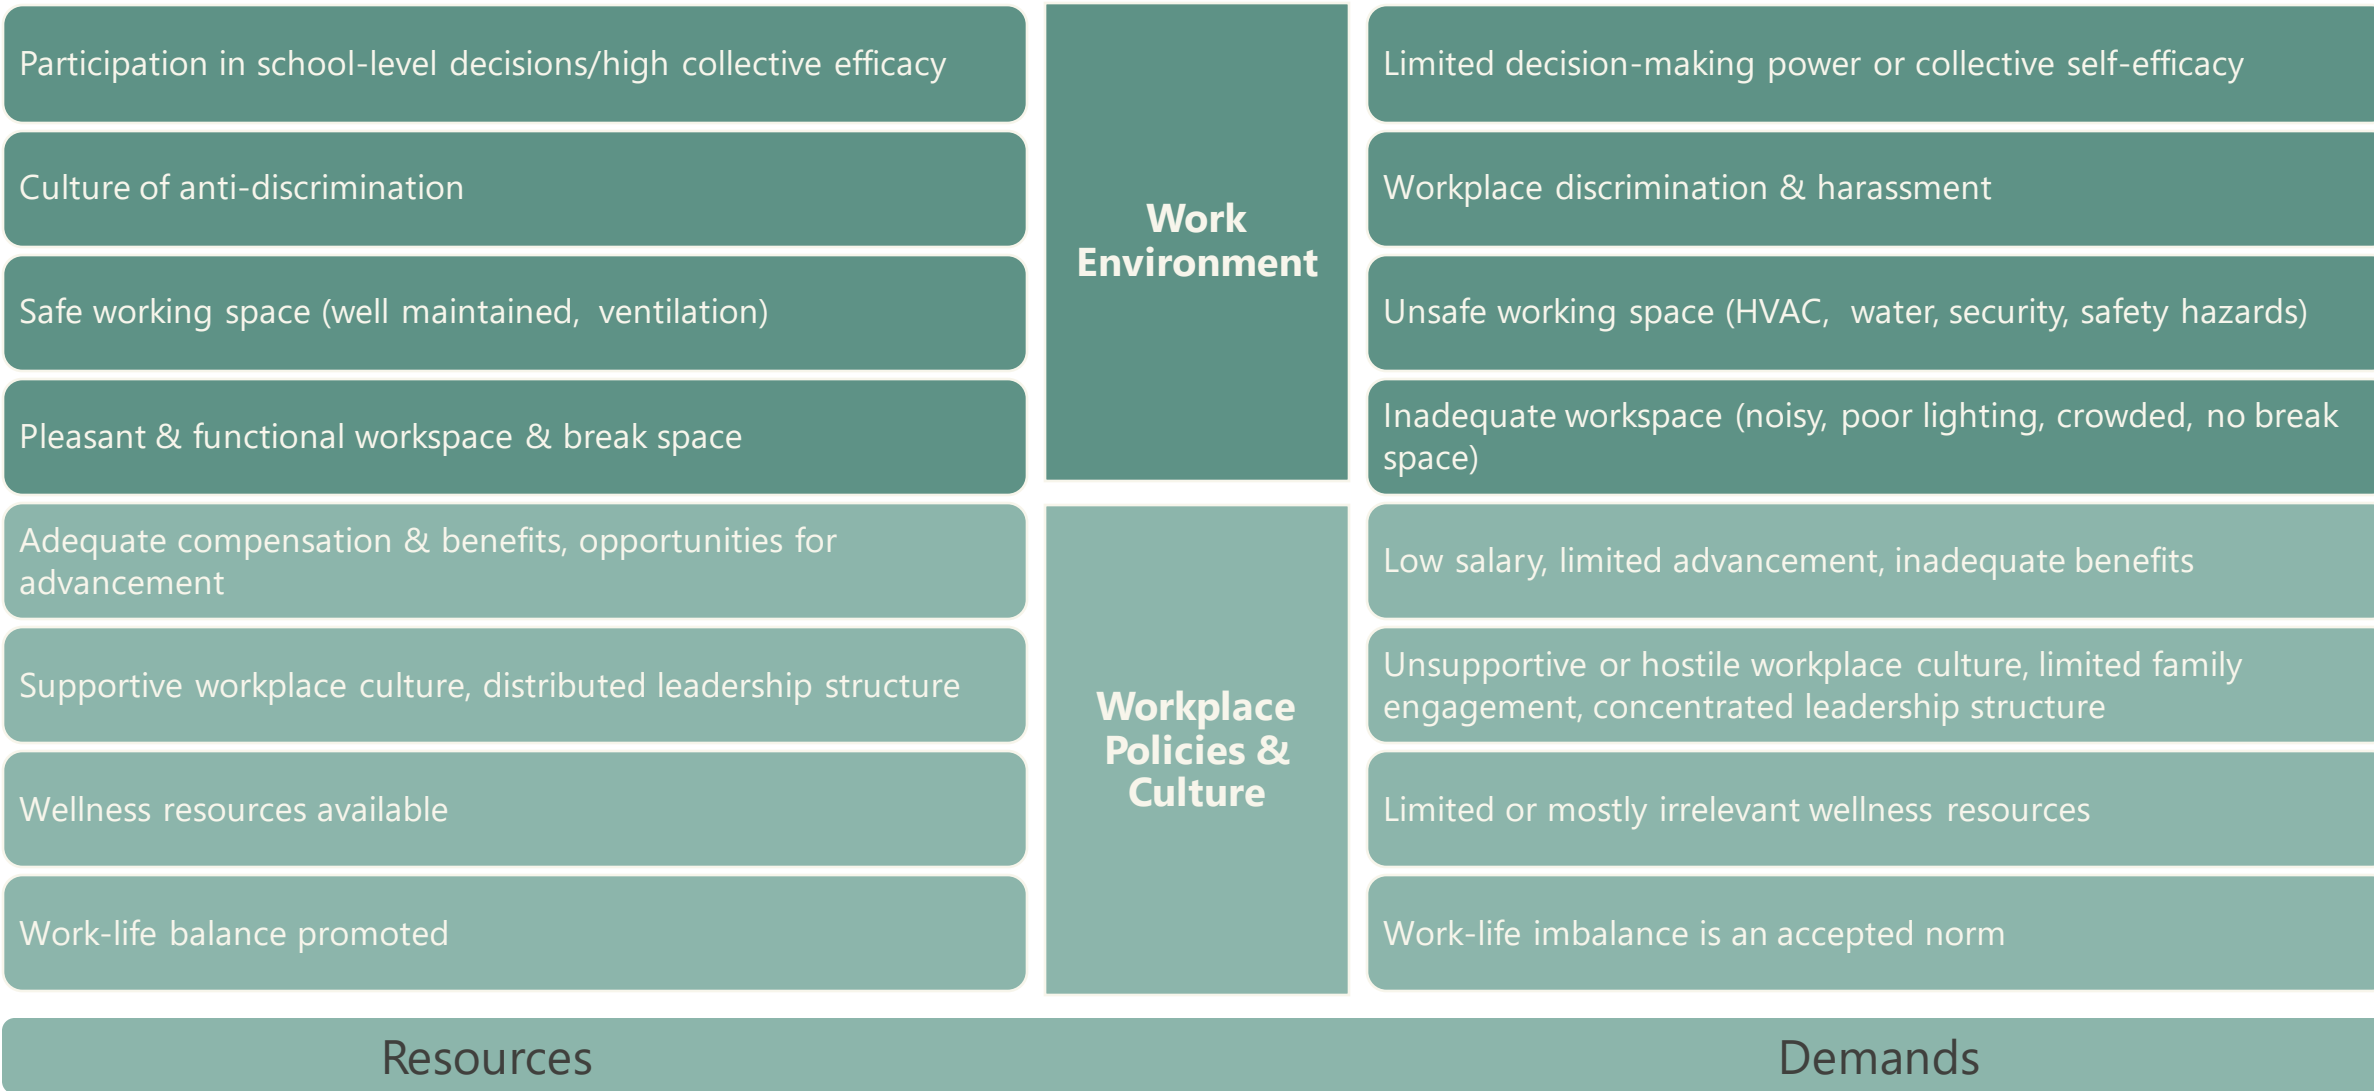 Participation in school-level decisions/high collective efficacy
Culture of anti-discrimination
Safe working space (well maintained, ventilation)
Pleasant & functional workspace & break space
Adequate compensation & benefits, opportunities for
advancement
Supportive workplace culture, distributed leadership structure
Wellness resources available
Work-life balance promoted
Work
Environment
Workplace
Policies &
Culture
Limited decision-making power or collective self-efficacy
Workplace discrimination & harassment
Unsafe working space (HVAC, water, security, safety hazards)
Inadequate workspace (noisy, poor lighting, crowded, no break
space)
Low salary, limited advancement, inadequate benefits
Unsupportive or hostile workplace culture, limited family
engagement, concentrated leadership structure
Limited or mostly irrelevant wellness resources
Work-life imbalance is an accepted norm
Resources
Demands